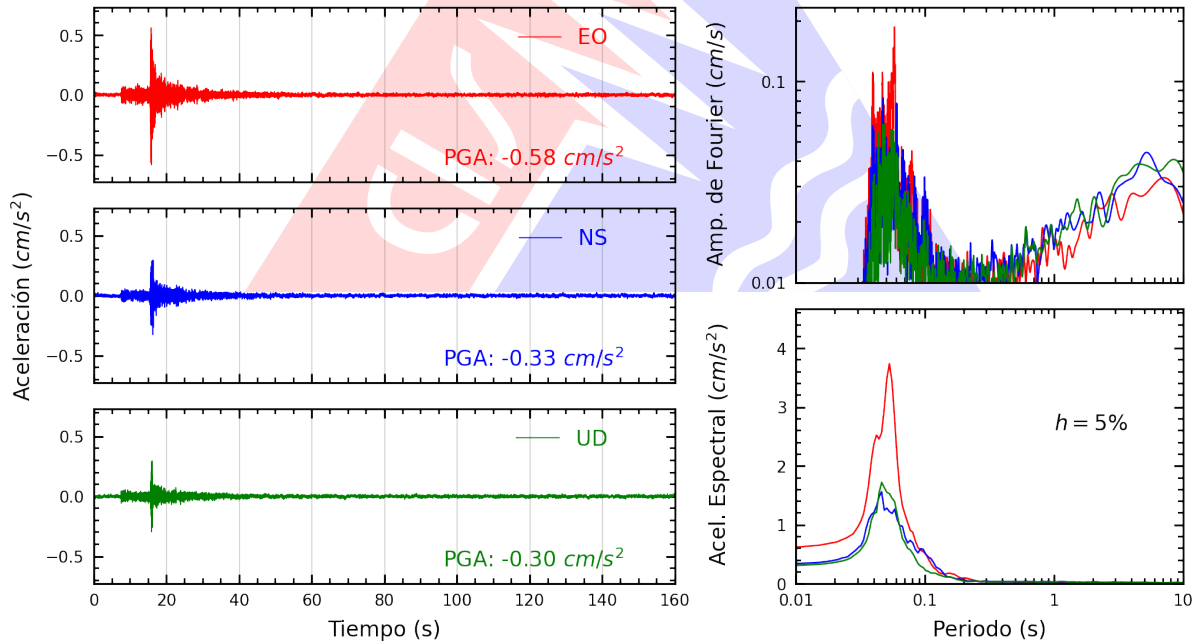 Aceleración (cm/s²)
0.5
0.0
−0.5
EO
PGA: -0.58 cm/s²
0.5
0.0
−0.5
NS
PGA: -0.33 cm/s²
0.5
0.0
−0.5
UD
PGA: -0.30 cm/s²
0 20 40 60 80 100 120 140 160
Tiempo (s)
Amp. de Fourier (cm/s)
0.1
0.01
Acel. Espectral (cm/s²)
4
3
2
1
0
h = 5%
0.01 0.1 1 10
Periodo (s)
CISMID